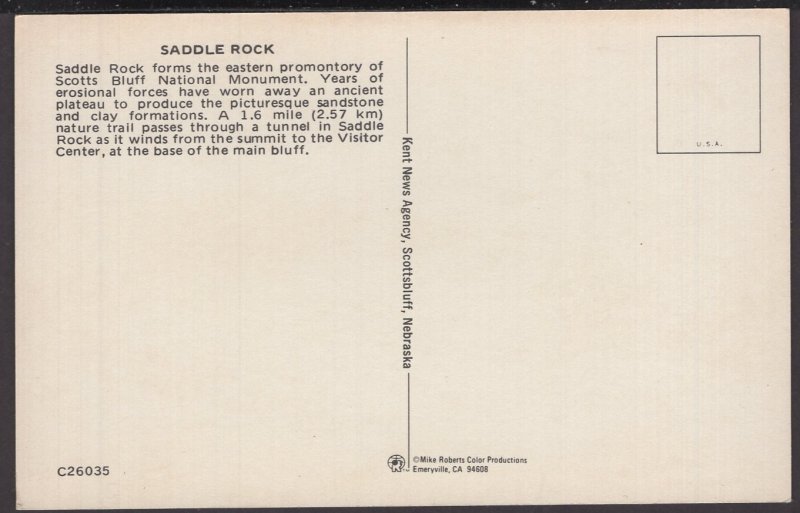 SADDLE ROCK
Saddle Rock forms the eastern promontory of
Scotts Bluff National Monument. Years of
erosional forces have worn away an ancient
plateau to produce the picturesque sandstone
and clay formations. A 1.6 mile (2.57 km)
nature trail passes through a tunnel in Saddle
Rock as it winds from the summit to the Visitor
Center, at the base of the main bluff.
C26035
Kent News Agency, Scottsbluff, Nebraska
©Mike Roberts Color Productions
Emeryville, CA 94608
U.S.A.